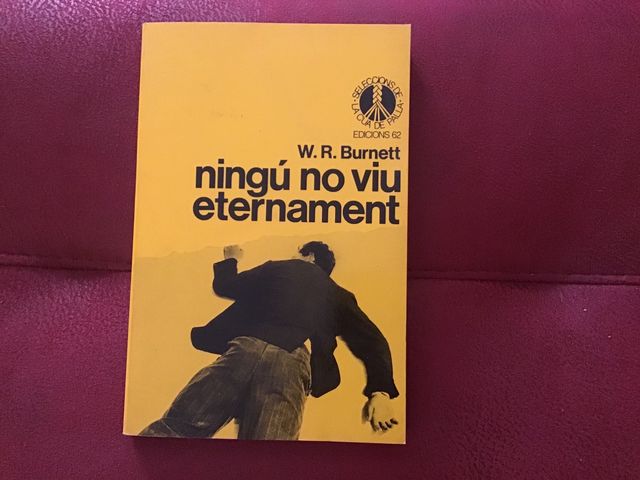 SELECCIONS DE
LA CUA DE PALLA
EDICIONS 62
W. R. Burnett
ningú no viu
eternament